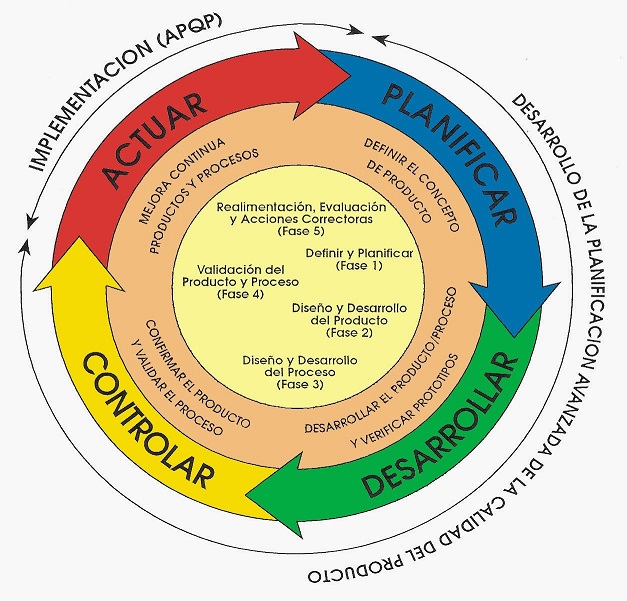 IMPLEMENTACION (APQP)
DESARROLLO DE LA PLANIFICACION AVANZADA DE LA CALIDAD DEL PRODUCTO
ACTUAR
PLANIFICAR
DESARROLLAR
CONTROLAR
MEJORA CONTINUA
PRODUCTOS Y PROCESOS
DEFINIR EL CONCEPTO
DE PRODUCTO
DESARROLLAR EL PRODUCTO/PROCESO
Y VERIFICAR PROTOTIPOS
CONFIRMAR EL PRODUCTO
Y VALIDAR EL PROCESO
Realimentación, Evaluación
y Acciones Correctoras
(Fase 5)
Definir y Planificar
(Fase 1)
Validación del
Producto y Proceso
(Fase 4)
Diseño y Desarrollo
del Producto
(Fase 2)
Diseño y Desarrollo
del Proceso
(Fase 3)